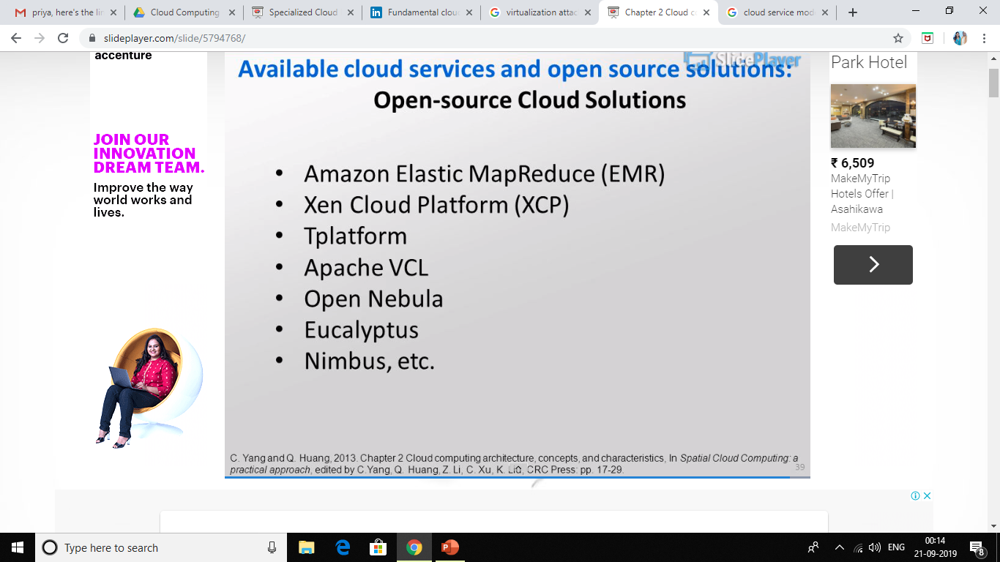 priya, here's the lin
Cloud Computing
Specialized Cloud
Fundamental clou
virtualization attac
Chapter 2 Cloud c
cloud service mod
slideplayer.com/slide/5794768/
accenture
JOIN OUR
INNOVATION
DREAM TEAM.
Improve the way
world works and
lives.
SlidePlayer
Available cloud services and open source solutions:
Open-source Cloud Solutions
• Amazon Elastic MapReduce (EMR)
• Xen Cloud Platform (XCP)
• Tplatform
• Apache VCL
• Open Nebula
• Eucalyptus
• Nimbus, etc.
C. Yang and Q. Huang, 2013. Chapter 2 Cloud computing architecture, concepts, and characteristics, In Spatial Cloud Computing: a
practical approach, edited by C.Yang, Q. Huang, Z. Li, C. Xu, K. Liu, CRC Press: pp. 17-29.
39
Park Hotel
₹ 6,509
MakeMyTrip
Hotels Offer |
Asahikawa
MakeMyTrip
Type here to search
ENG
00:14
21-09-2019
8